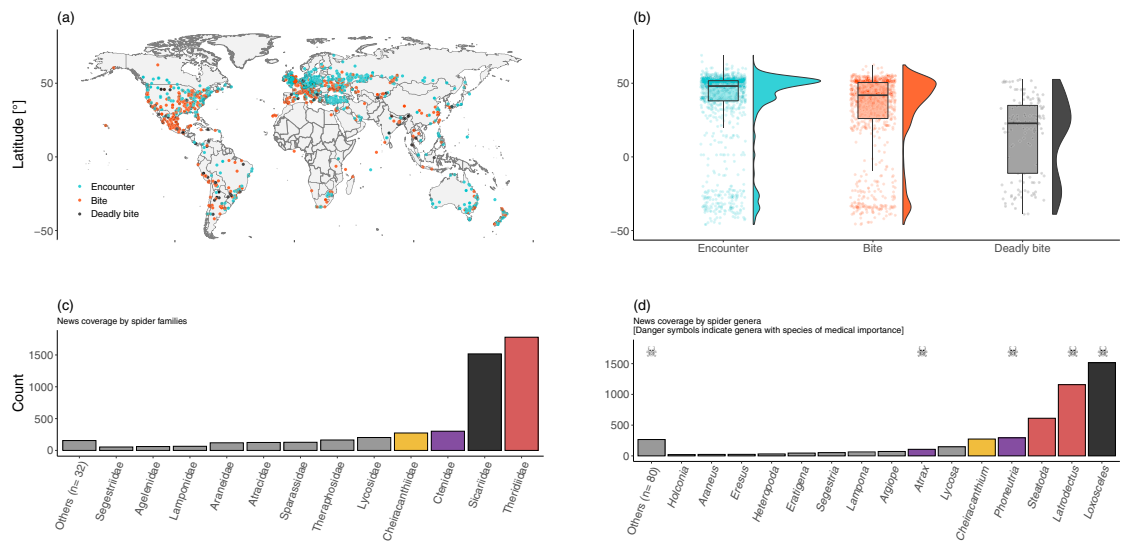 (a)
Latitude [°]
50
0
−50
Encounter
Bite
Deadly bite
(b)
50
0
−50
Encounter
Bite
Deadly bite
(c)
News coverage by spider families
Count
1500
1000
500
0
Others (n= 32)
Segestriidae
Agelenidae
Lamponidae
Araneidae
Atracidae
Sparassidae
Theraphosidae
Lycosidae
Cheiracanthiidae
Ctenidae
Sicariidae
Theridiidae
(d)
News coverage by spider genera
[Danger symbols indicate genera with species of medical importance]
1500
1000
500
0
Others (n= 80)
Holconia
Araneus
Eresus
Heteropoda
Eratigena
Segestria
Lampona
Argiope
Atrax
Lycosa
Cheiracanthium
Phoneutria
Steatoda
Latrodectus
Loxosceles